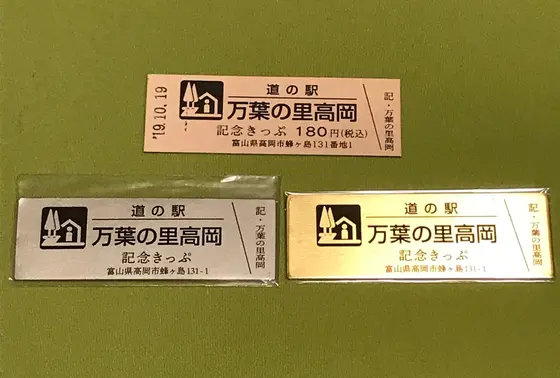 '19.10.19
道の駅
万葉の里高岡
記念きっぷ 180円(税込)
富山県高岡市蜂ヶ島131番地1
記・万葉の里高岡
道の駅
万葉の里高岡
記念きっぷ
富山県高岡市蜂ヶ島131-1
記・万葉の里高岡
道の駅
万葉の里高岡
記念きっぷ
富山県高岡市蜂ヶ島131-1
記・万葉の里高岡